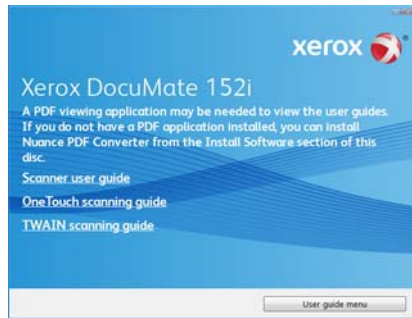 xerox
Xerox DocuMate 152i
A PDF viewing application may be needed to view the user guides.
If you do not have a PDF application installed, you can install
Nuance PDF Converter from the Install Software section of this
disc.
Scanner user guide
OneTouch scanning guide
TWAIN scanning guide
User guide menu